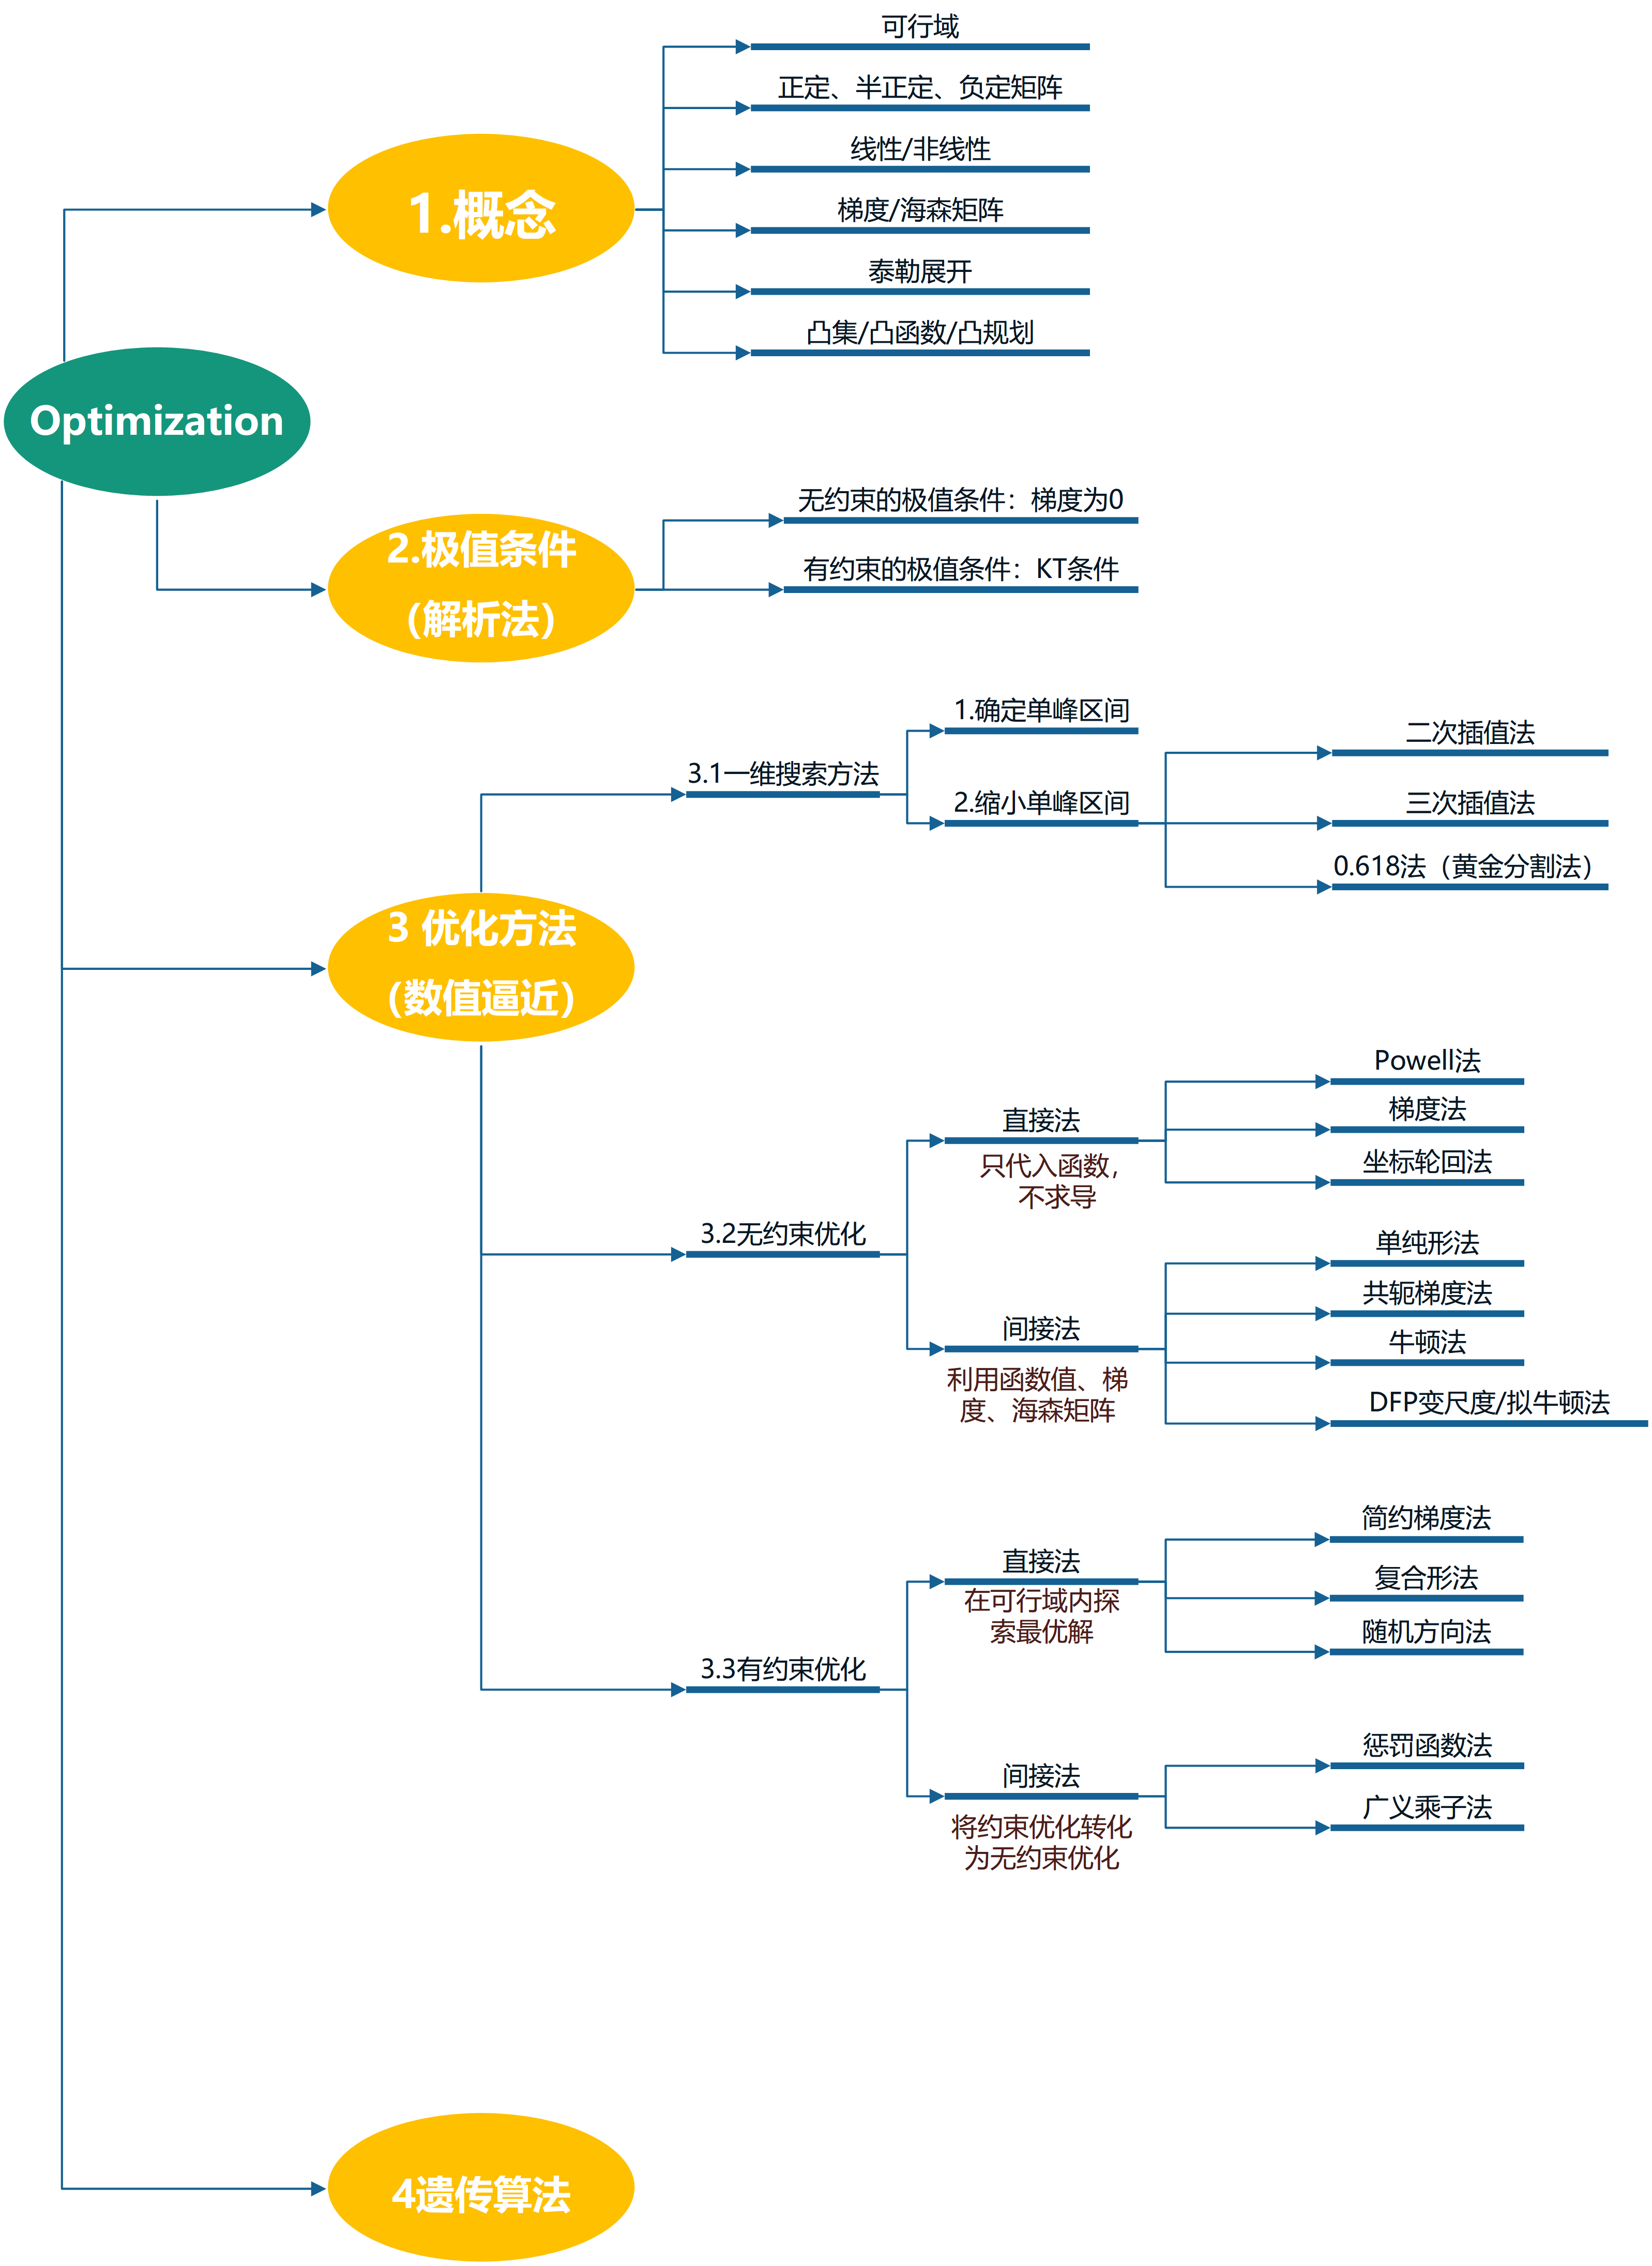 Optimization
1.概念
可行域
正定、半正定、负定矩阵
线性/非线性
梯度/海森矩阵
泰勒展开
凸集/凸函数/凸规划
2.极值条件
(解析法)
无约束的极值条件：梯度为0
有约束的极值条件：KT条件
3 优化方法
(数值逼近)
3.1一维搜索方法
1.确定单峰区间
2.缩小单峰区间
二次插值法
三次插值法
0.618法（黄金分割法）
3.2无约束优化
直接法
只代入函数，
不求导
Powell法
梯度法
坐标轮回法
间接法
利用函数值、梯
度、海森矩阵
单纯形法
共轭梯度法
牛顿法
DFP变尺度/拟牛顿法
3.3有约束优化
直接法
在可行域内探
索最优解
简约梯度法
复合形法
随机方向法
间接法
将约束优化转化
为无约束优化
惩罚函数法
广义乘子法
4遗传算法